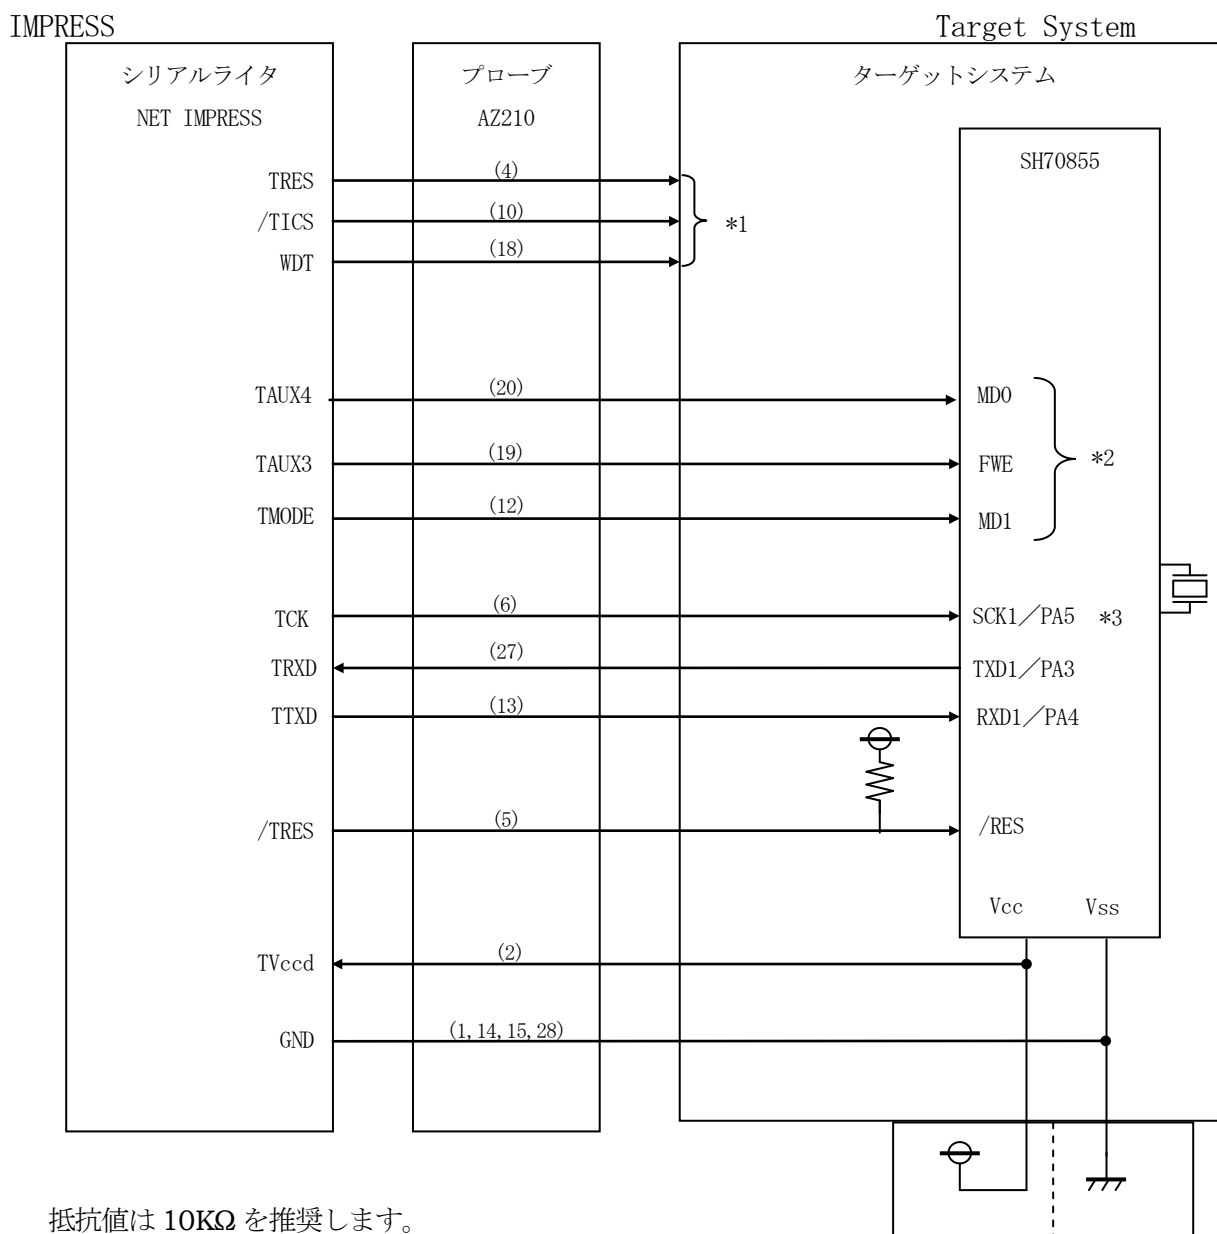 IMPRESS
Target System
シリアルライタ
NET IMPRESS
プローブ
AZ210
ターゲットシステム
SH70855
TRES
(4)
/TICS
(10)
*1
WDT
(18)
TAUX4
(20)
MD0
TAUX3
(19)
FWE
*2
TMODE
(12)
MD1
TCK
(6)
SCK1／PA5
*3
TRXD
(27)
TXD1／PA3
TTXD
(13)
RXD1／PA4
/TRES
(5)
/RES
Vcc
Vss
TVccd
(2)
GND
(1,14,15,28)
抵抗値は 10KΩ を推奨します。